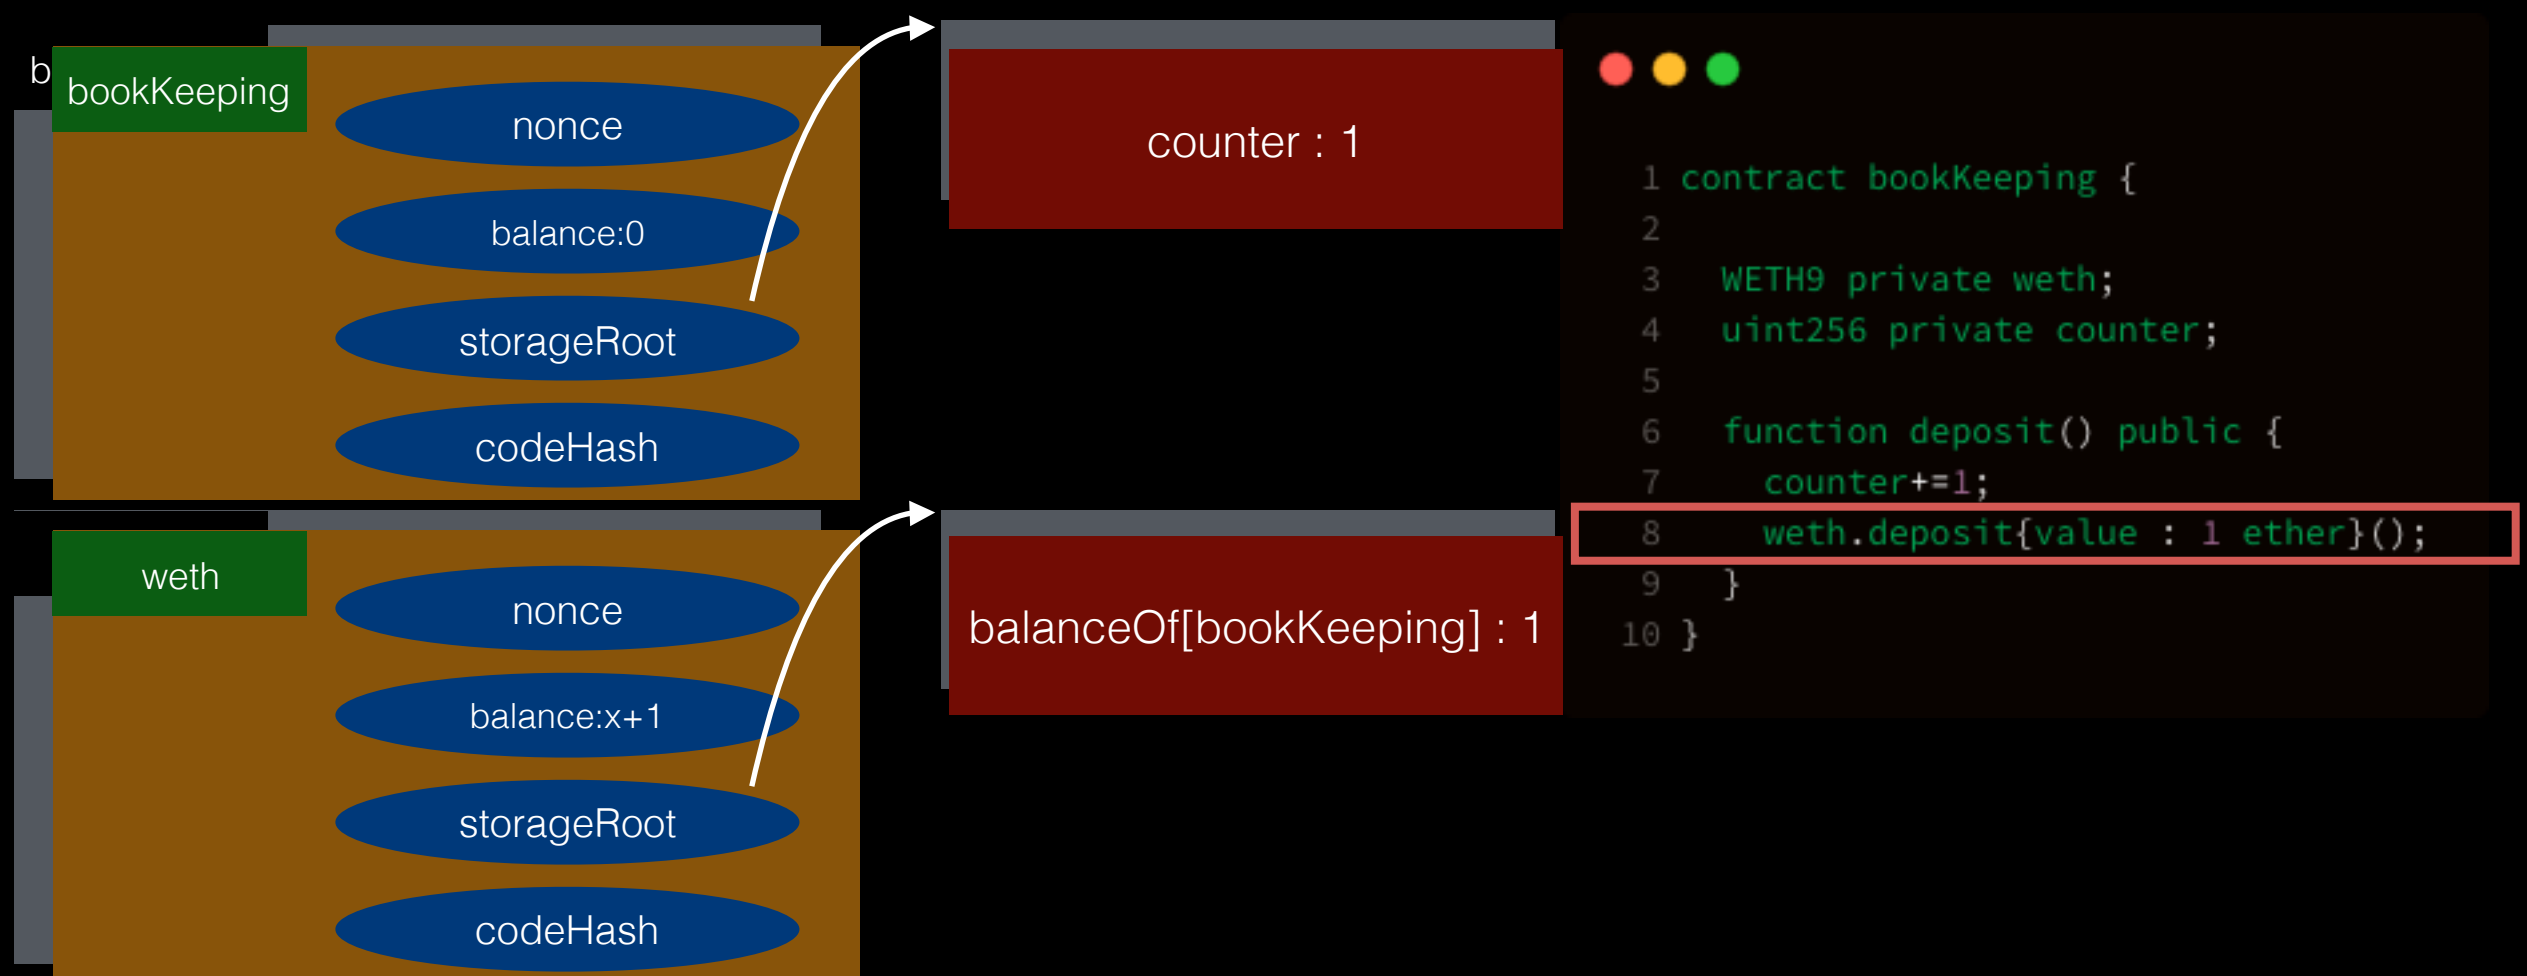 b
bookKeeping
nonce
balance:0
storageRoot
codeHash
counter : 1
weth
nonce
balance:x+1
storageRoot
codeHash
balanceOf[bookKeeping] : 1
1 contract bookKeeping {
2
3 WETH9 private weth;
4 uint256 private counter;
5
6 function deposit() public {
7 counter+=1;
8 weth.deposit{value : 1 ether}();
9 }
10 }